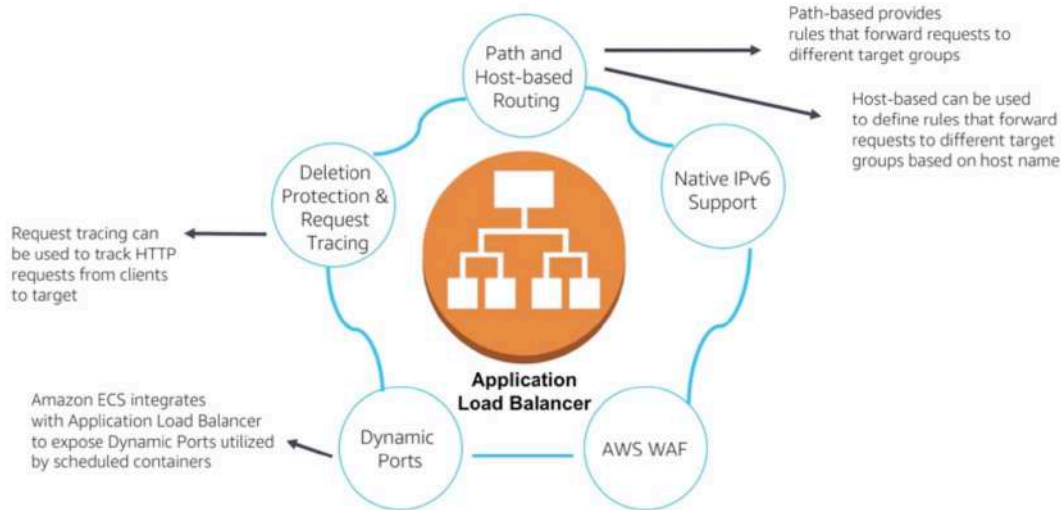 Path-based provides
rules that forward requests to
different target groups
Path and
Host-based
Routing
Host-based can be used
to define rules that forward
requests to different target
groups based on host name
Native IPv6
Support
Deletion
Protection &
Request
Tracing
Request tracing can
be used to track HTTP
requests from clients
to target
Application
Load Balancer
Amazon ECS integrates
with Application Load Balancer
to expose Dynamic Ports utilized
by scheduled containers
Dynamic
Ports
AWS WAF